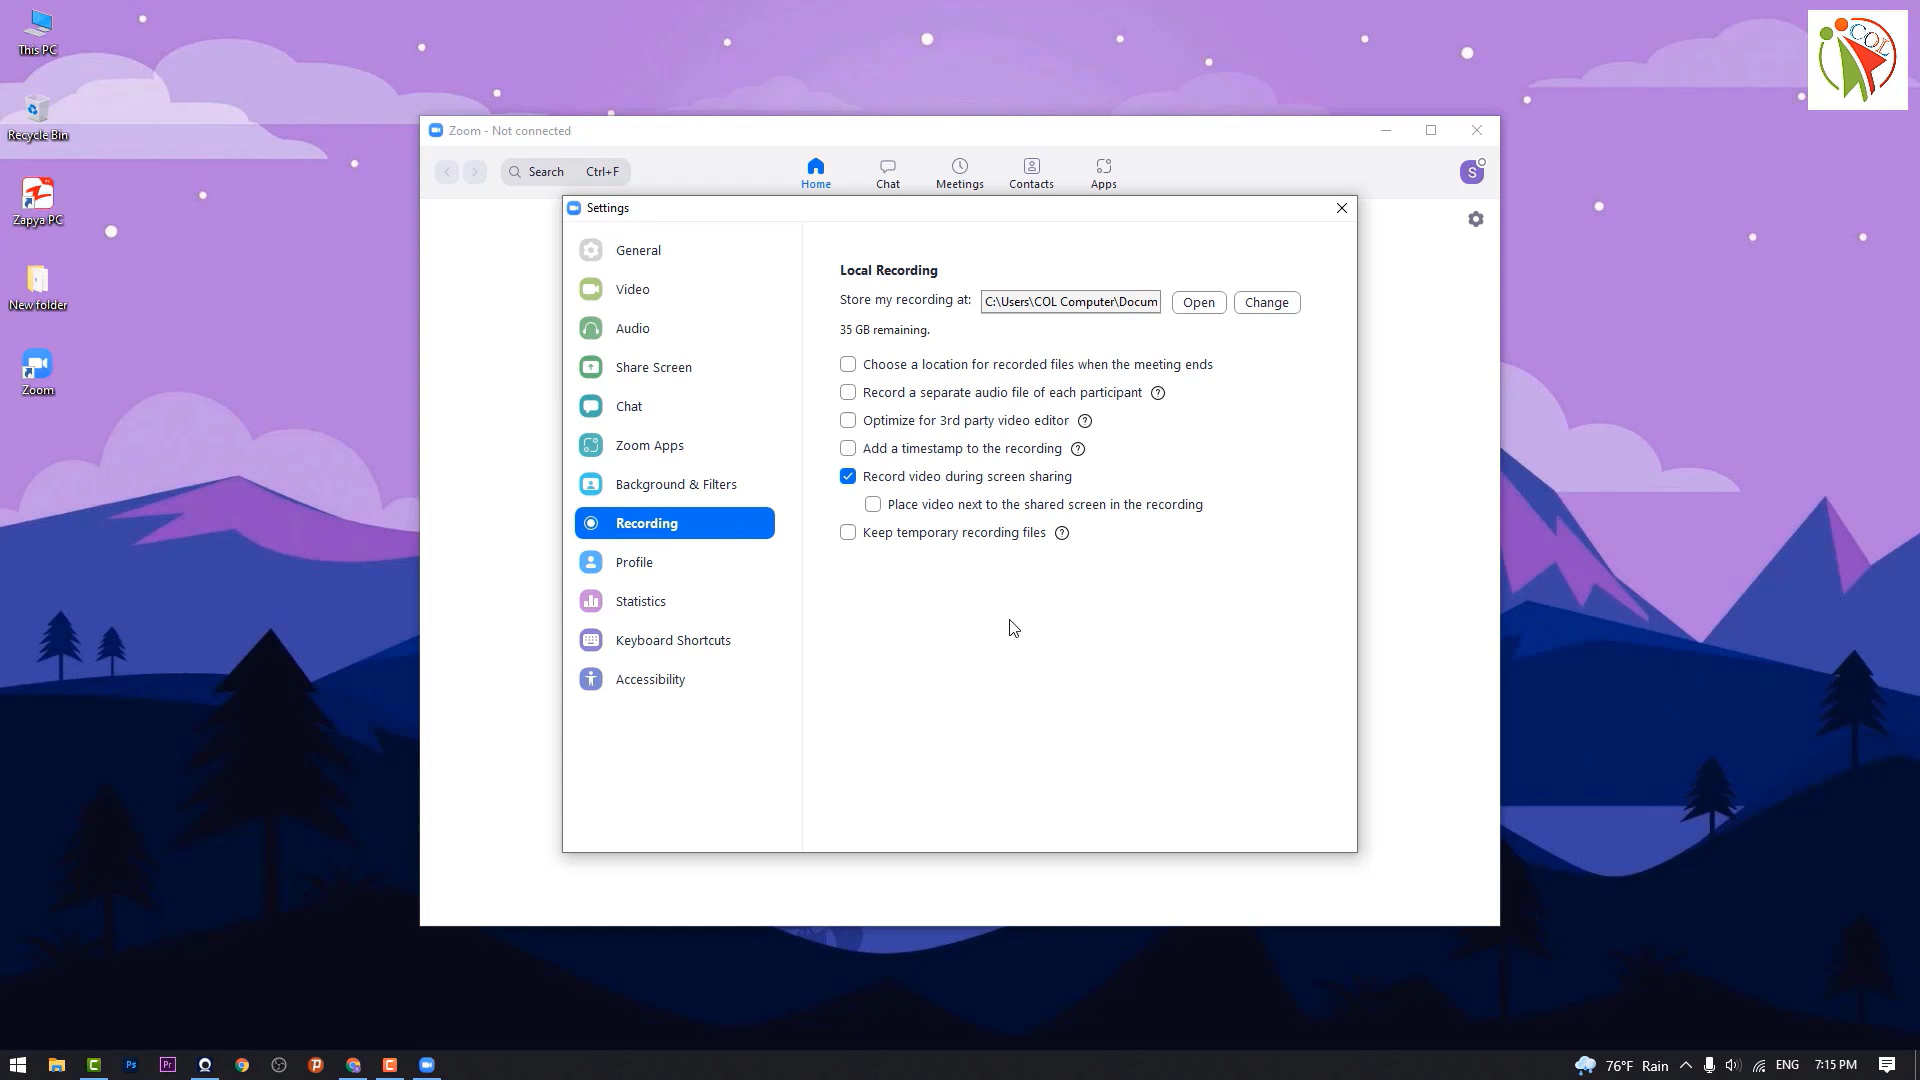 This PC
Recycle Bin
Zapya PC
New folder
Zoom
COL
Zoom - Not connected
Search Ctrl+F
Home
Chat
Meetings
Contacts
Apps
S
Settings
General
Video
Audio
Share Screen
Chat
Zoom Apps
Background & Filters
Recording
Profile
Statistics
Keyboard Shortcuts
Accessibility
Local Recording
Store my recording at: C:\Users\COL Computer\Docum Open Change
35 GB remaining.
Choose a location for recorded files when the meeting ends
Record a separate audio file of each participant ?
Optimize for 3rd party video editor ?
Add a timestamp to the recording ?
Record video during screen sharing
Place video next to the shared screen in the recording
Keep temporary recording files ?
Ps Pr
76°F Rain ENG 7:15 PM